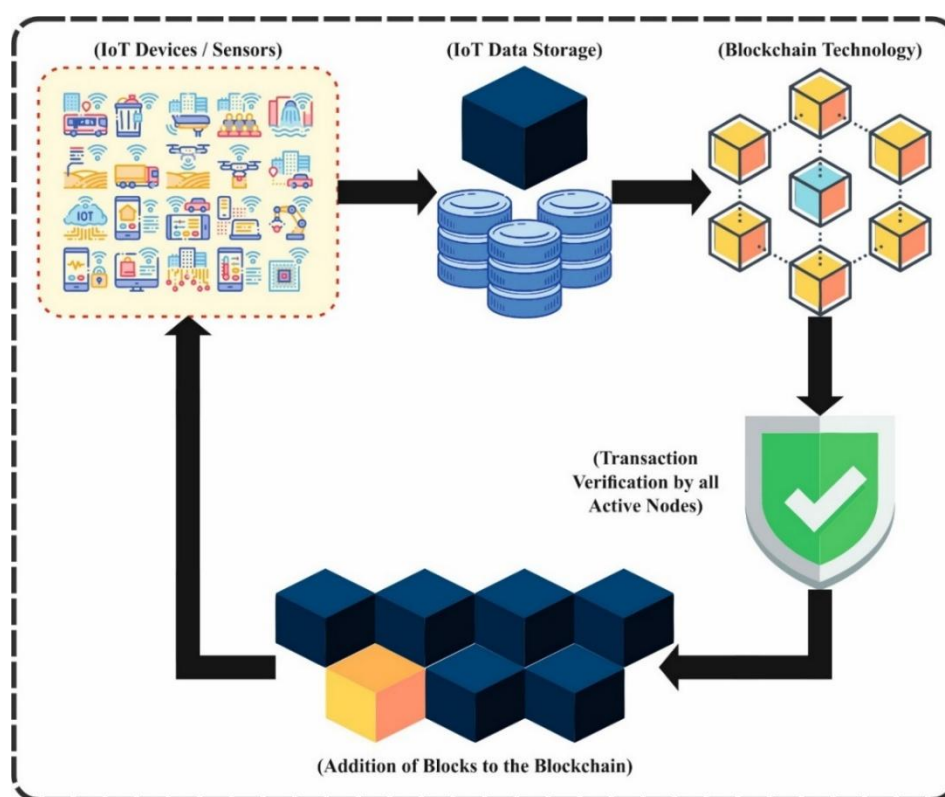 (IoT Devices / Sensors)
(IoT Data Storage)
(Blockchain Technology)
IOT
(Transaction
Verification by all
Active Nodes)
(Addition of Blocks to the Blockchain)